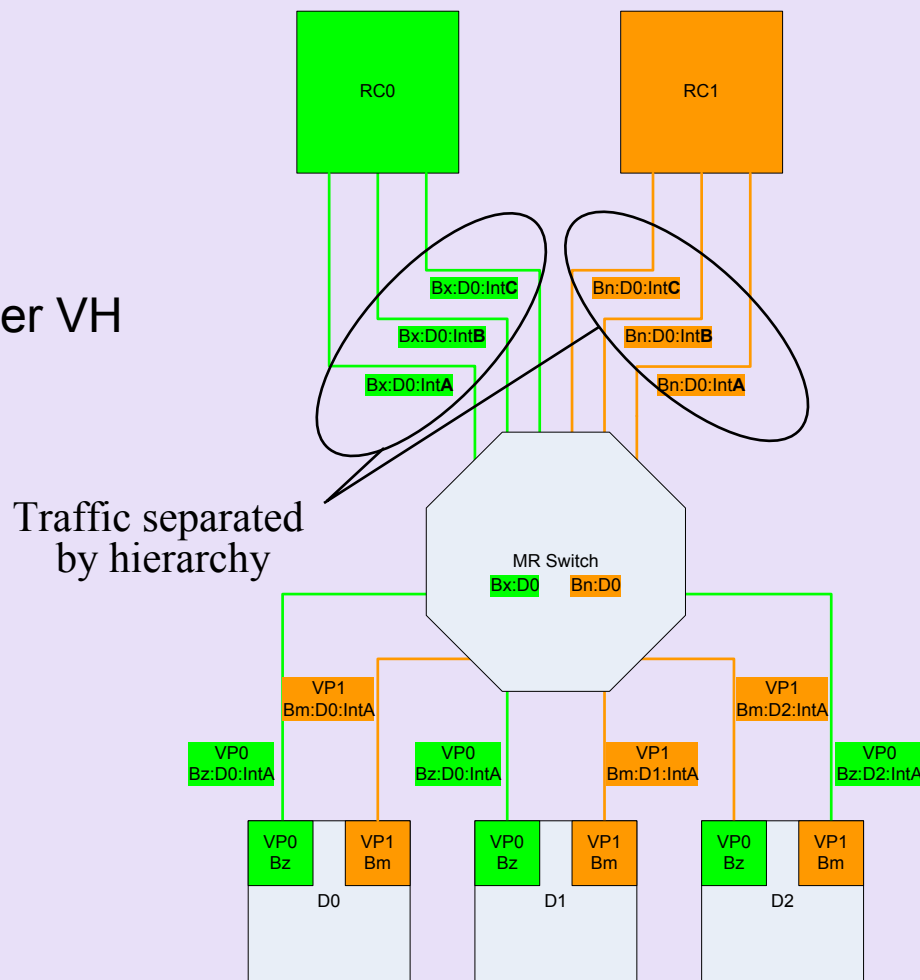 RC0
RC1
Bx:D0:IntC
Bn:D0:IntC
er VH
Bx:D0:IntB
Bn:D0:IntB
Bx:D0:IntA
Bn:D0:IntA
Traffic separated
by hierarchy
MR Switch
Bx:D0
Bn:D0
VP1
Bm:D0:IntA
VP1
Bm:D2:IntA
VP0
Bz:D0:IntA
VP0
Bz:D0:IntA
VP1
Bm:D1:IntA
VP0
Bz:D2:IntA
VP0
Bz
VP1
Bm
D0
VP0
Bz
VP1
Bm
D1
VP0
Bz
VP1
Bm
D2